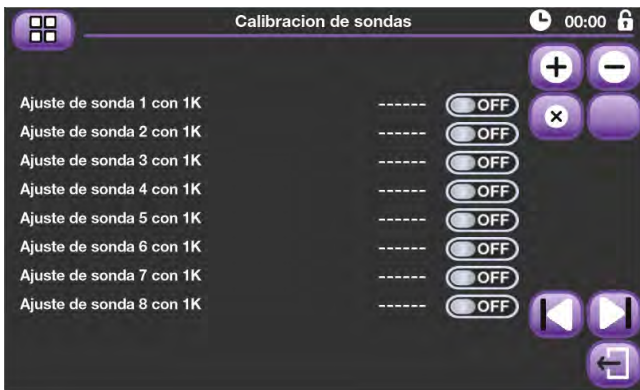 Calibracion de sondas 00:00
Ajuste de sonda 1 con 1K ------ OFF
Ajuste de sonda 2 con 1K ------ OFF
Ajuste de sonda 3 con 1K ------ OFF
Ajuste de sonda 4 con 1K ------ OFF
Ajuste de sonda 5 con 1K ------ OFF
Ajuste de sonda 6 con 1K ------ OFF
Ajuste de sonda 7 con 1K ------ OFF
Ajuste de sonda 8 con 1K ------ OFF